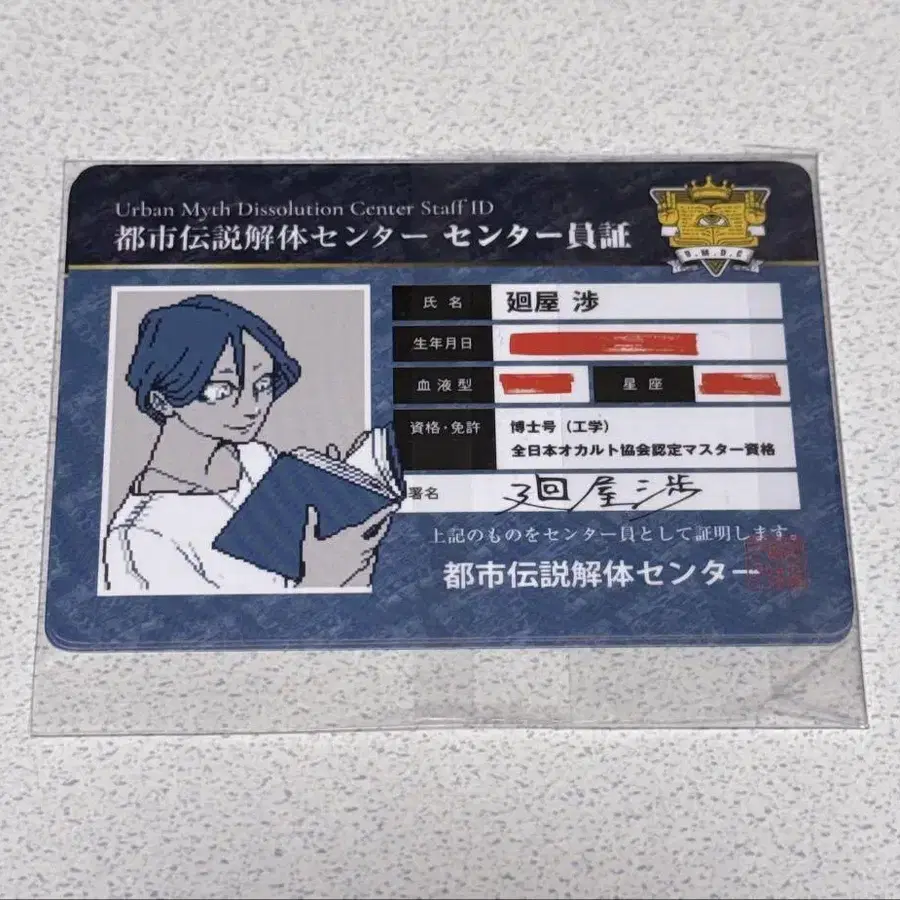 Urban Myth Dissolution Center Staff ID
都市伝説解体センター センター員証
U.M.D.C
氏名 廻屋 渉
生年月日
血液型 星座
資格・免許 博士号（工学）
全日本オカルト協会認定マスター資格
署名 廻屋渉
上記のものをセンター員として証明します。
都市伝説解体センター